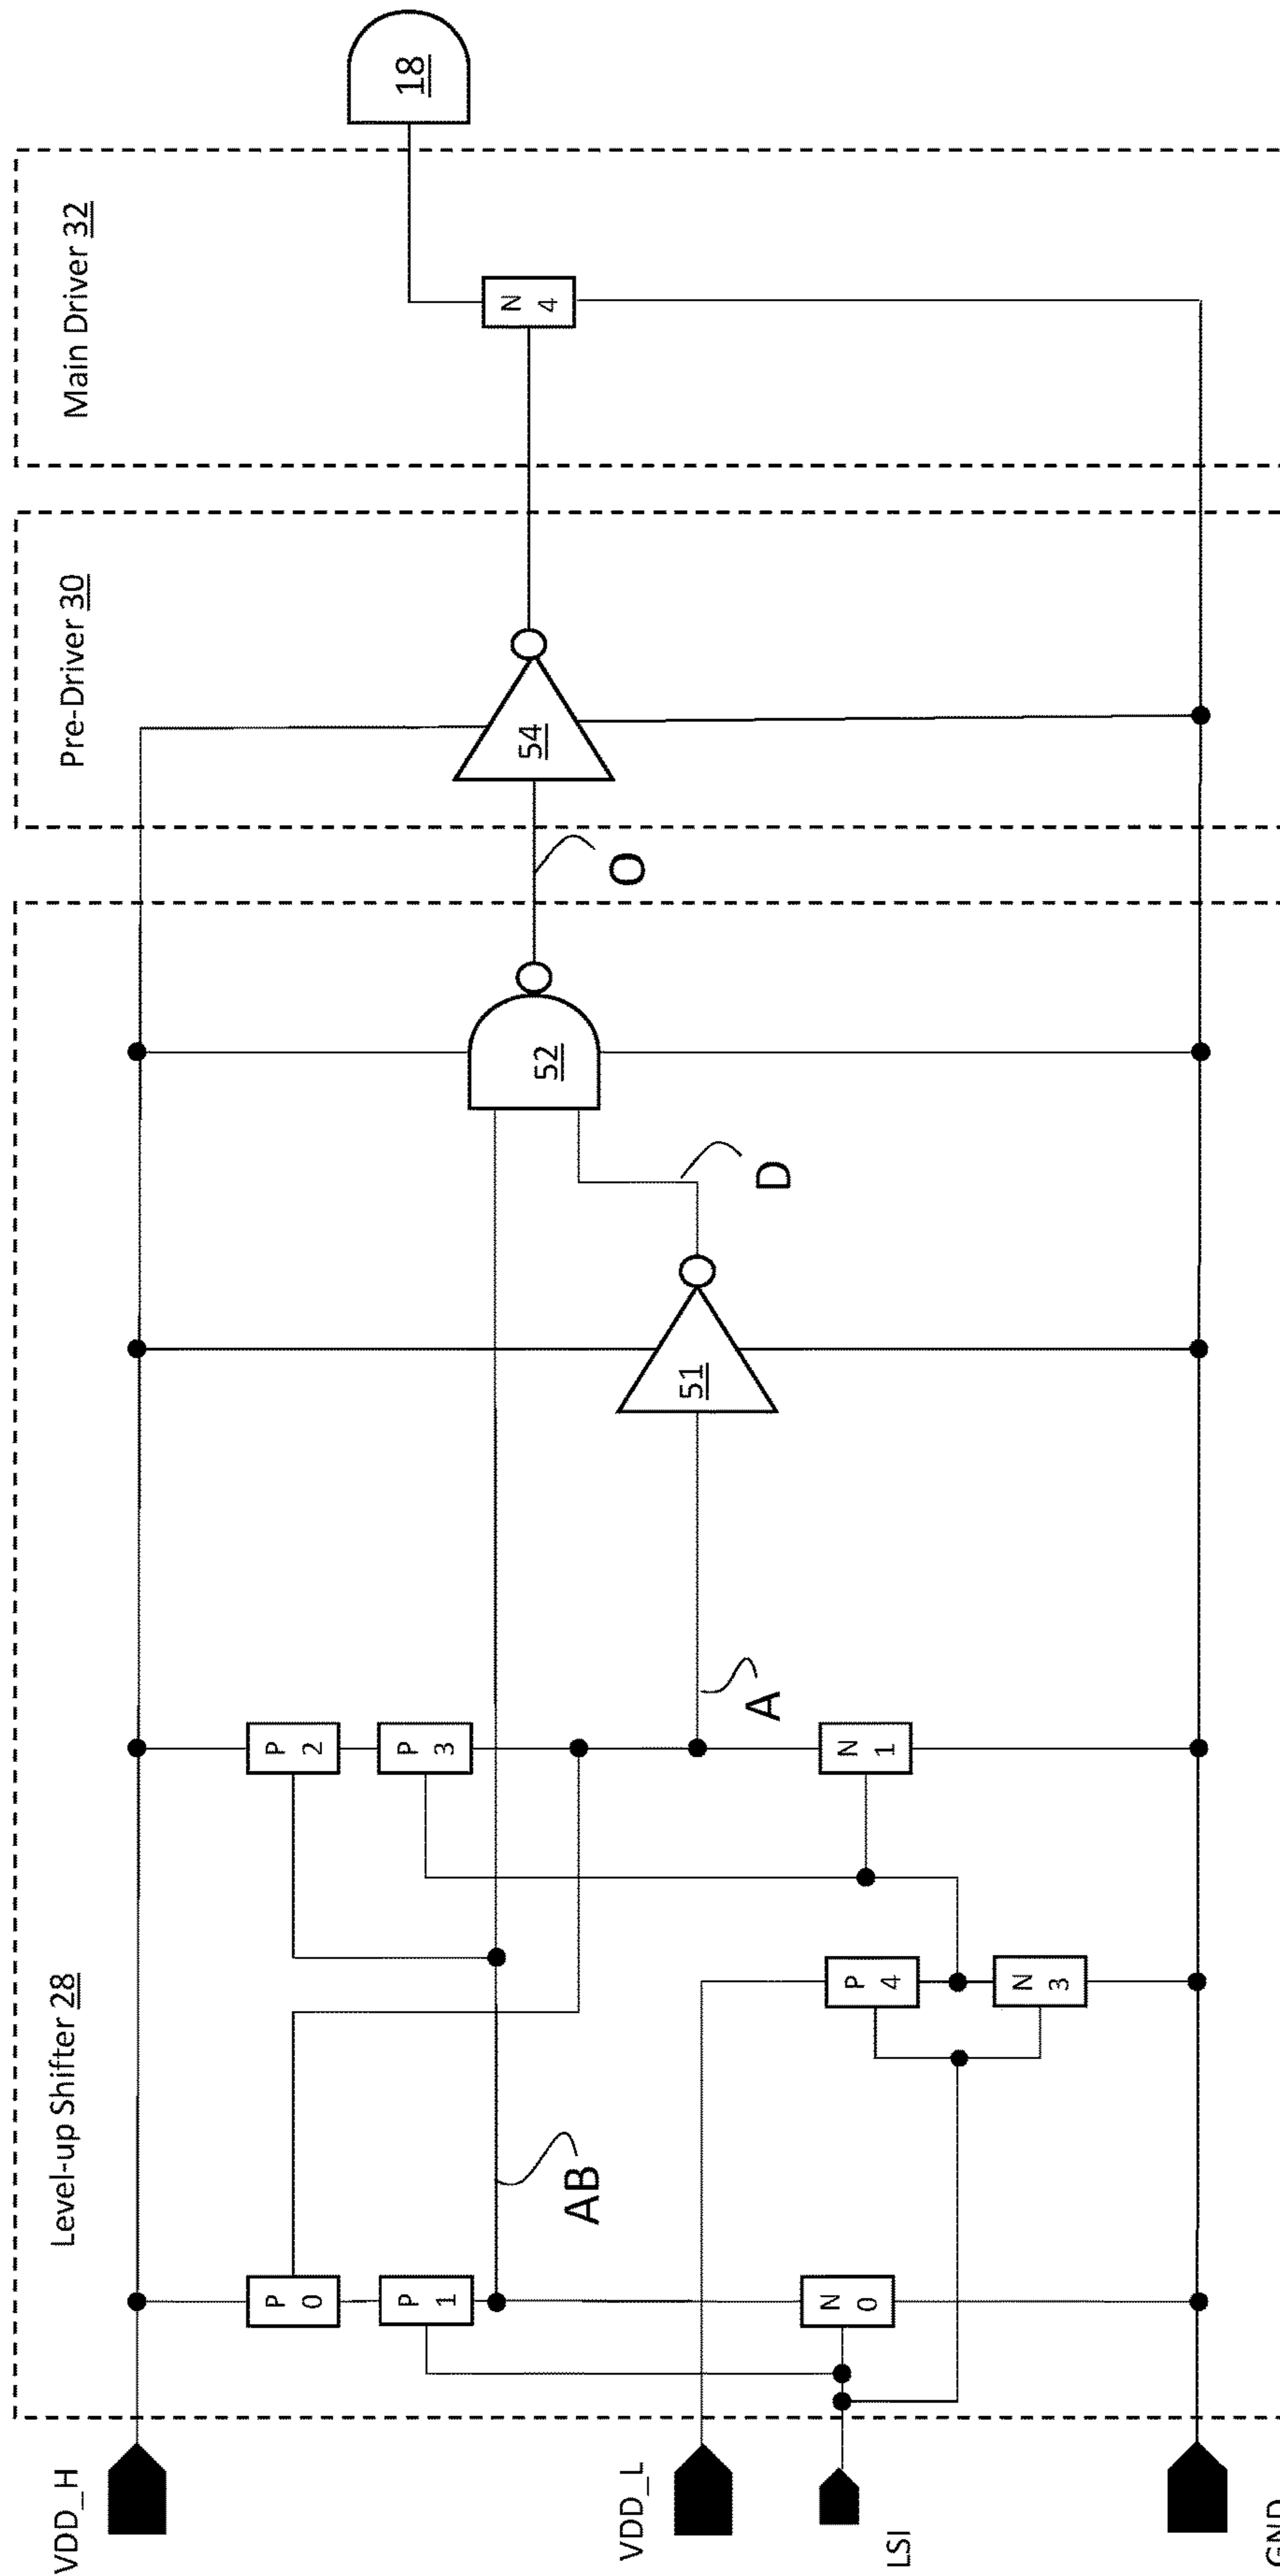 Level-up Shifter 28
Pre-Driver 30
Main Driver 32
VDD_H
P
0
P
2
P
1
P
3
AB
A
D
O
52
54
N
4
18
51
VDD_L
P
4
N
0
N
1
N
3
LSI
GND